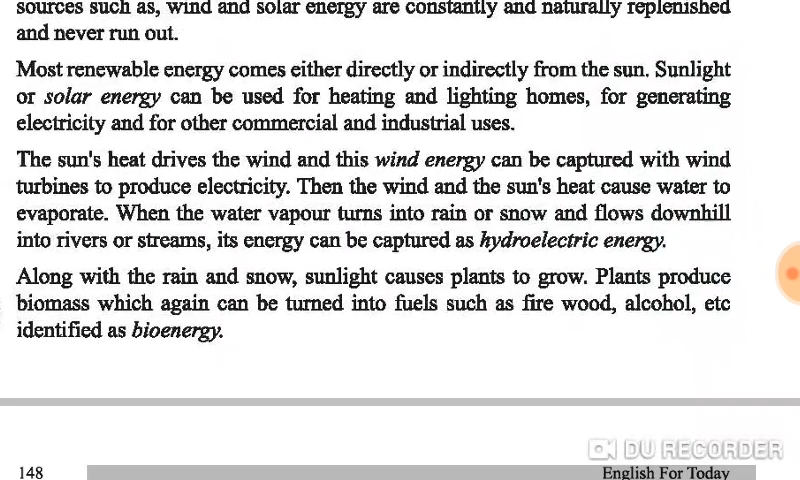 sources such as, wind and solar energy are constantly and naturally replenished
and never run out.
Most renewable energy comes either directly or indirectly from the sun. Sunlight
or solar energy can be used for heating and lighting homes, for generating
electricity and for other commercial and industrial uses.
The sun's heat drives the wind and this wind energy can be captured with wind
turbines to produce electricity. Then the wind and the sun's heat cause water to
evaporate. When the water vapour turns into rain or snow and flows downhill
into rivers or streams, its energy can be captured as hydroelectric energy.
Along with the rain and snow, sunlight causes plants to grow. Plants produce
biomass which again can be turned into fuels such as fire wood, alcohol, etc
identified as bioenergy.
DU RECORDER
148
English For Today